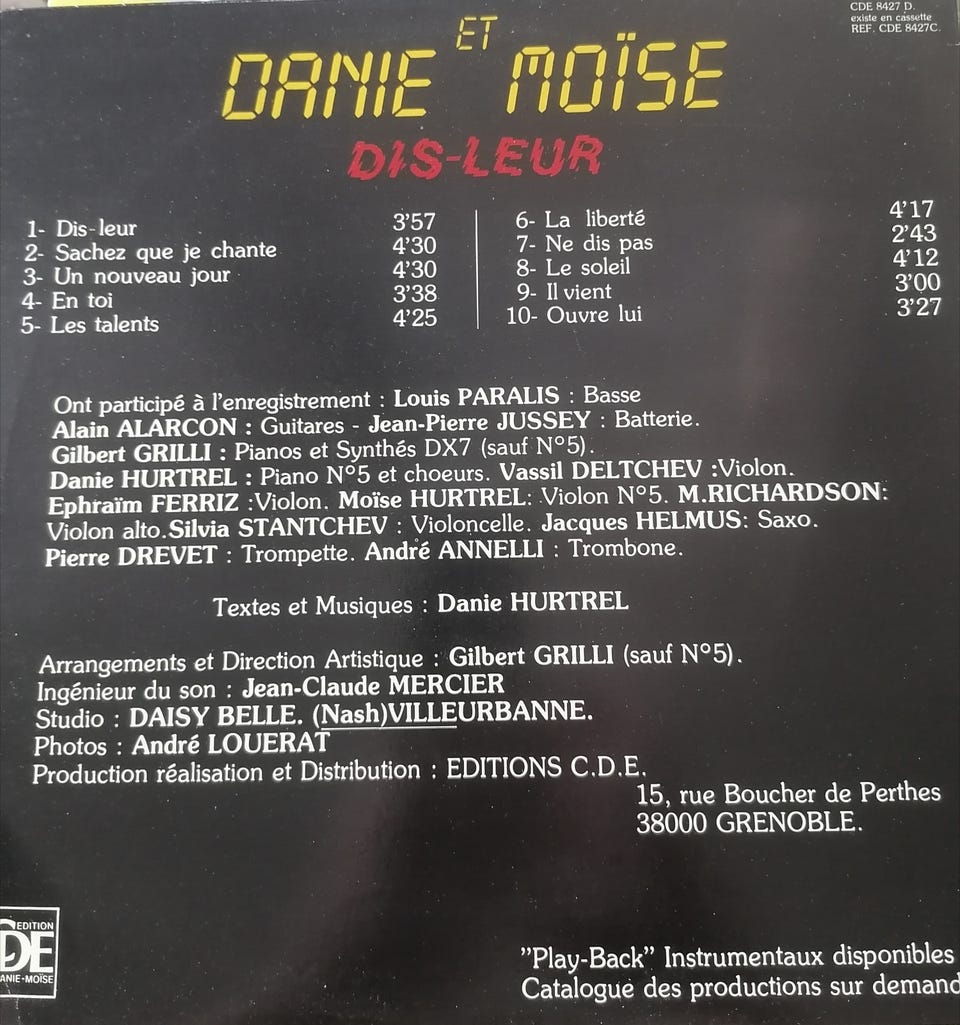 CDE 8427 D.
existe en cassette
REF. CDE 8427C.
ET
DANIE MOÏSE
DIS-LEUR
1- Dis-leur 3'57
2- Sachez que je chante 4'30
3- Un nouveau jour 4'30
4- En toi 3'38
5- Les talents 4'25
6- La liberté 4'17
7- Ne dis pas 2'43
8- Le soleil 4'12
9- Il vient 3'00
10- Ouvre lui 3'27
Ont participé à l'enregistrement : Louis PARALIS : Basse
Alain ALARCON : Guitares - Jean-Pierre JUSSEY : Batterie.
Gilbert GRILLI : Pianos et Synthés DX7 (sauf N°5).
Danie HURTREL : Piano N°5 et choeurs. Vassil DELTCHEV :Violon.
Ephraïm FERRIZ :Violon. Moïse HURTREL: Violon N°5. M.RICHARDSON:
Violon alto.Silvia STANTCHEV : Violoncelle. Jacques HELMUS: Saxo.
Pierre DREVET : Trompette. André ANNELLI : Trombone.
Textes et Musiques : Danie HURTREL
Arrangements et Direction Artistique : Gilbert GRILLI (sauf N°5).
Ingénieur du son : Jean-Claude MERCIER
Studio : DAISY BELLE. (Nash)VILLEURBANNE.
Photos : André LOUERAT
Production réalisation et Distribution : EDITIONS C.D.E.
15, rue Boucher de Perthes
38000 GRENOBLE.
EDITION
DE
ANIE-MOÏSE
"Play-Back" Instrumentaux disponibles
Catalogue des productions sur demand